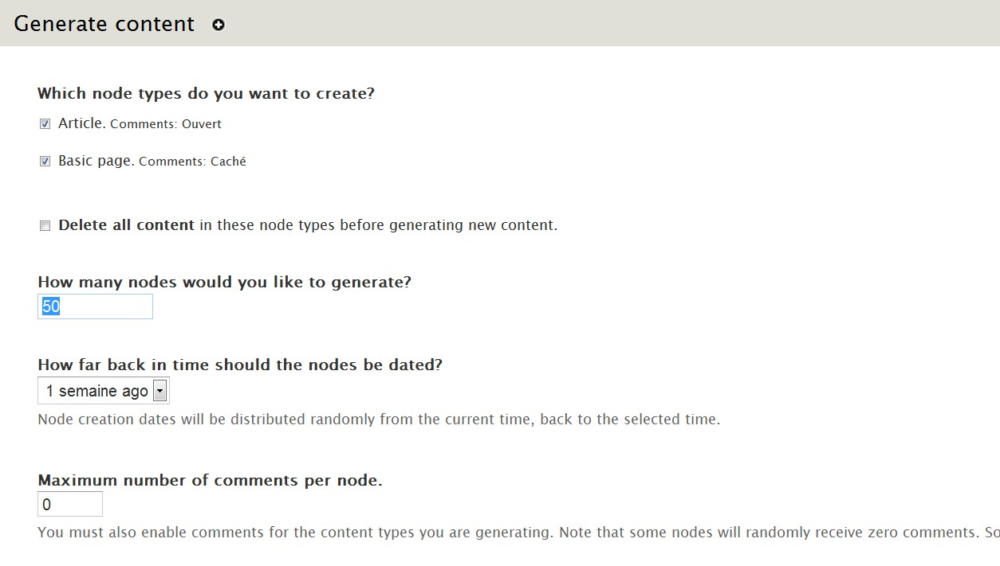 Generate content
Which node types do you want to create?
Article. Comments: Ouvert
Basic page. Comments: Caché
Delete all content in these node types before generating new content.
How many nodes would you like to generate?
50
How far back in time should the nodes be dated?
1 semaine ago
Node creation dates will be distributed randomly from the current time, back to the selected time.
Maximum number of comments per node.
0
You must also enable comments for the content types you are generating. Note that some nodes will randomly receive zero comments. So